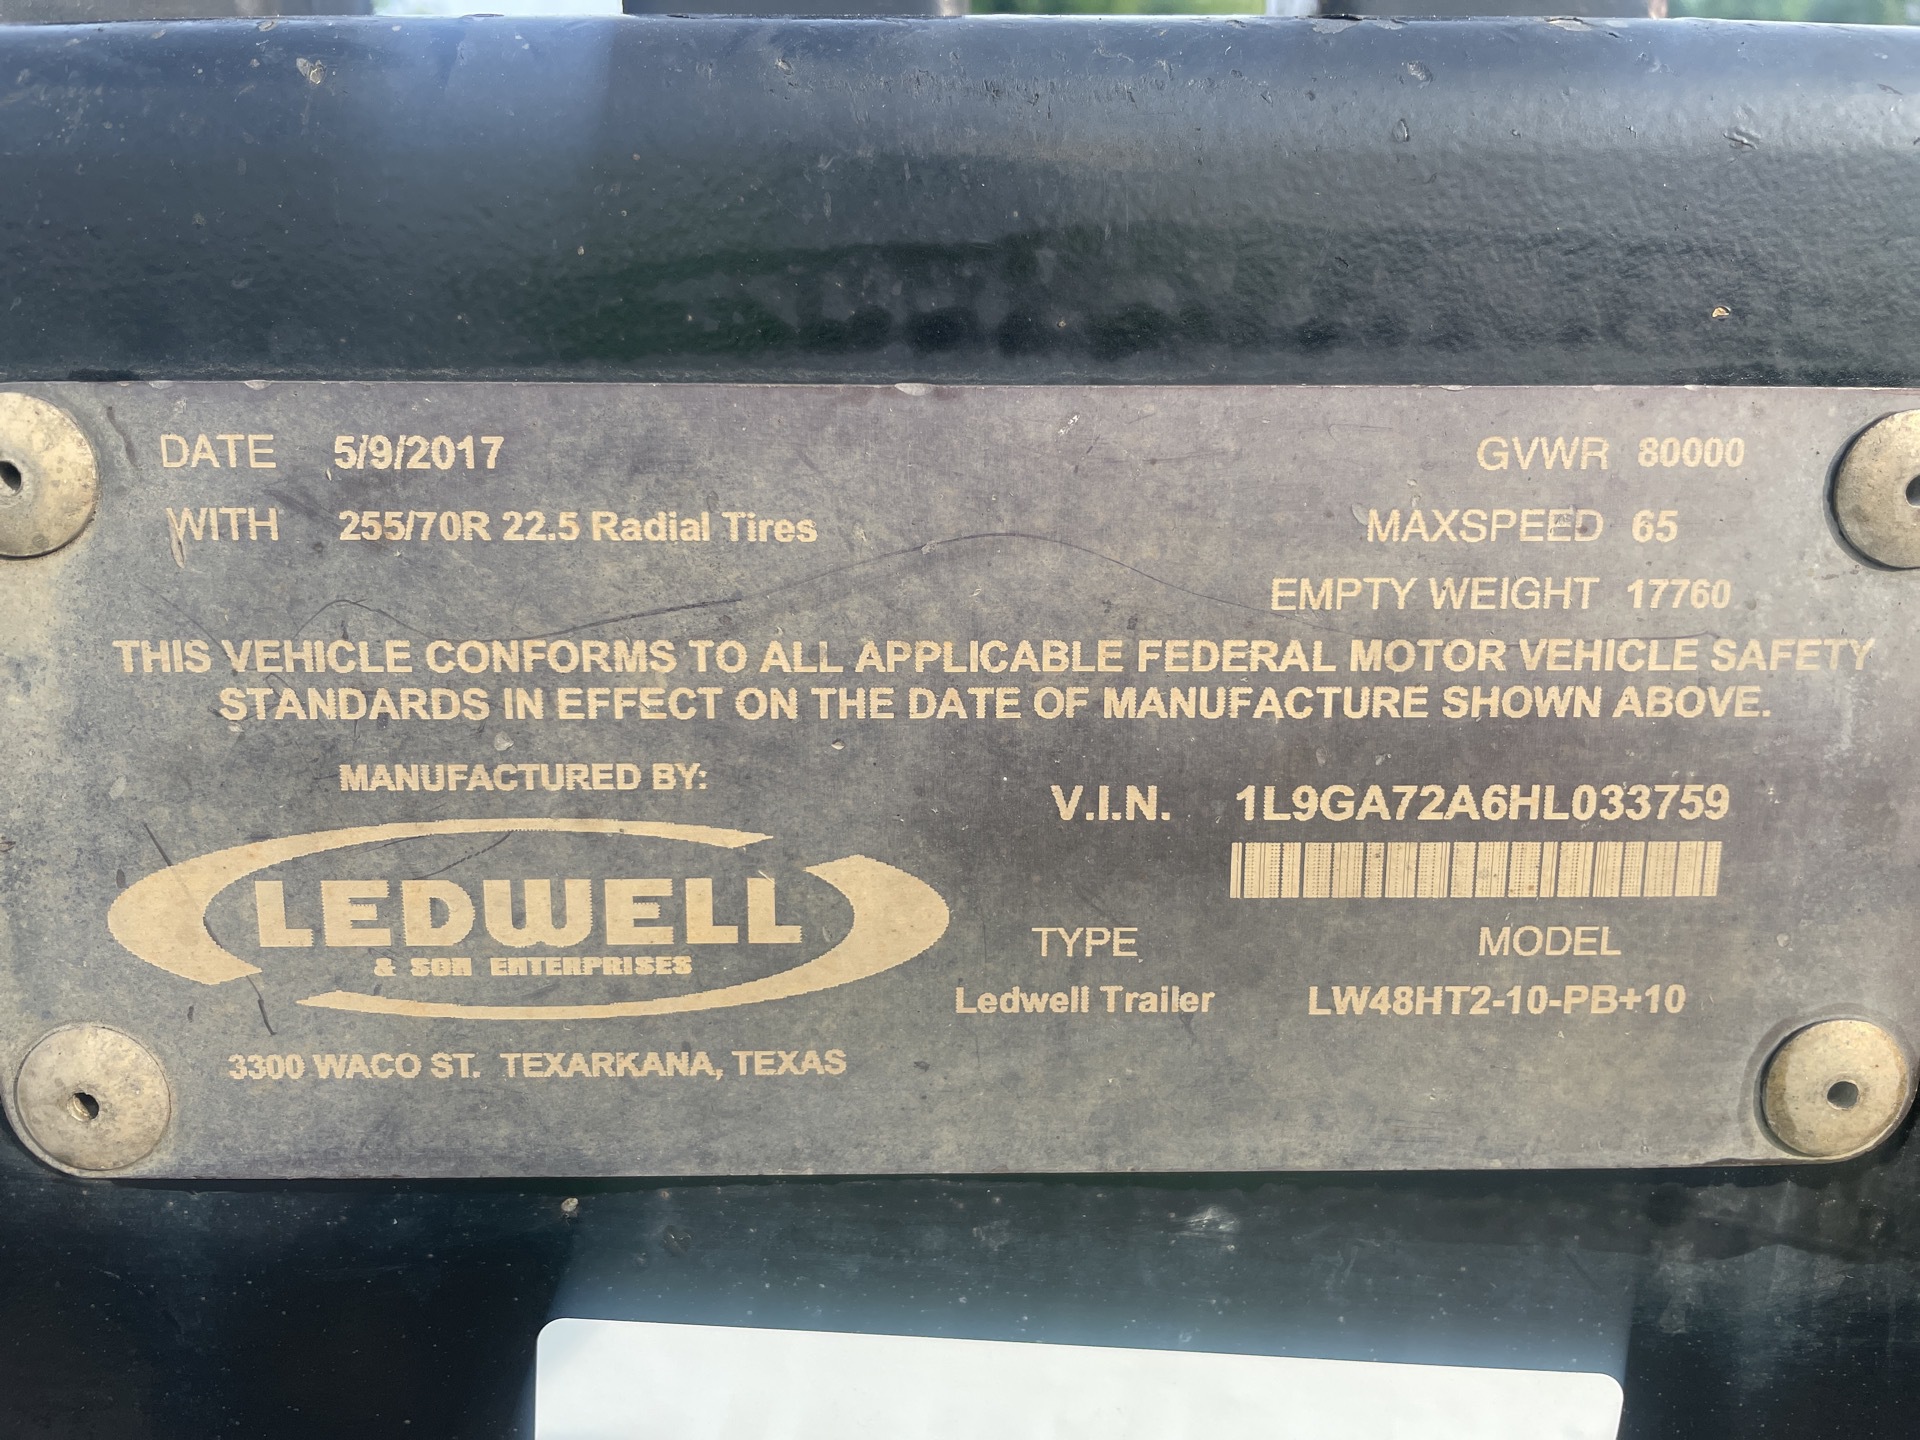 DATE 5/9/2017 GVWR 80000
WITH 255/70R 22.5 Radial Tires MAXSPEED 65
EMPTY WEIGHT 17760
THIS VEHICLE CONFORMS TO ALL APPLICABLE FEDERAL MOTOR VEHICLE SAFETY
STANDARDS IN EFFECT ON THE DATE OF MANUFACTURE SHOWN ABOVE.
MANUFACTURED BY:
LEDWELL
& SON ENTERPRISES
3300 WACO ST. TEXARKANA, TEXAS
V.I.N. 1L9GA72A6HL033759
TYPE MODEL
Ledwell Trailer LW48HT2-10-PB+10